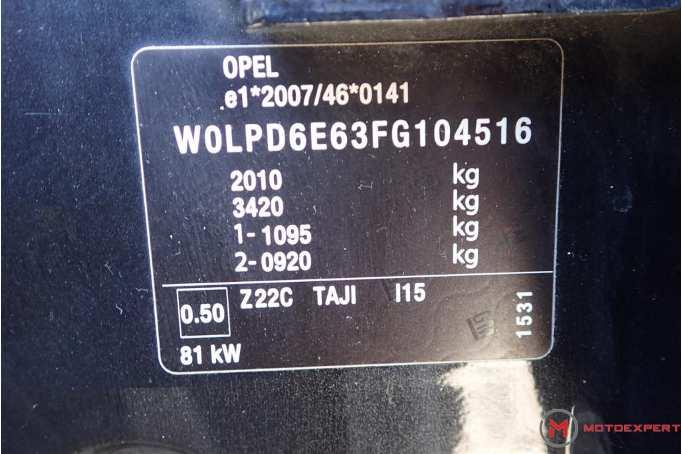 OPEL
e1*2007/46*0141
W0LPD6E63FG104516
2010 kg
3420 kg
1-1095 kg
2-0920 kg
0.50 Z22C TAJI I15
81 kW
1531
M MOTOEXPERT